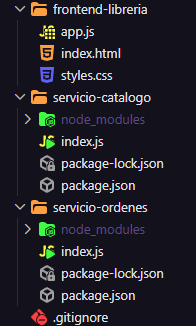 frontend-libreria
app.js
index.html
styles.css
servicio-catalogo
node_modules
index.js
package-lock.json
package.json
servicio-ordenes
node_modules
index.js
package-lock.json
package.json
.gitignore